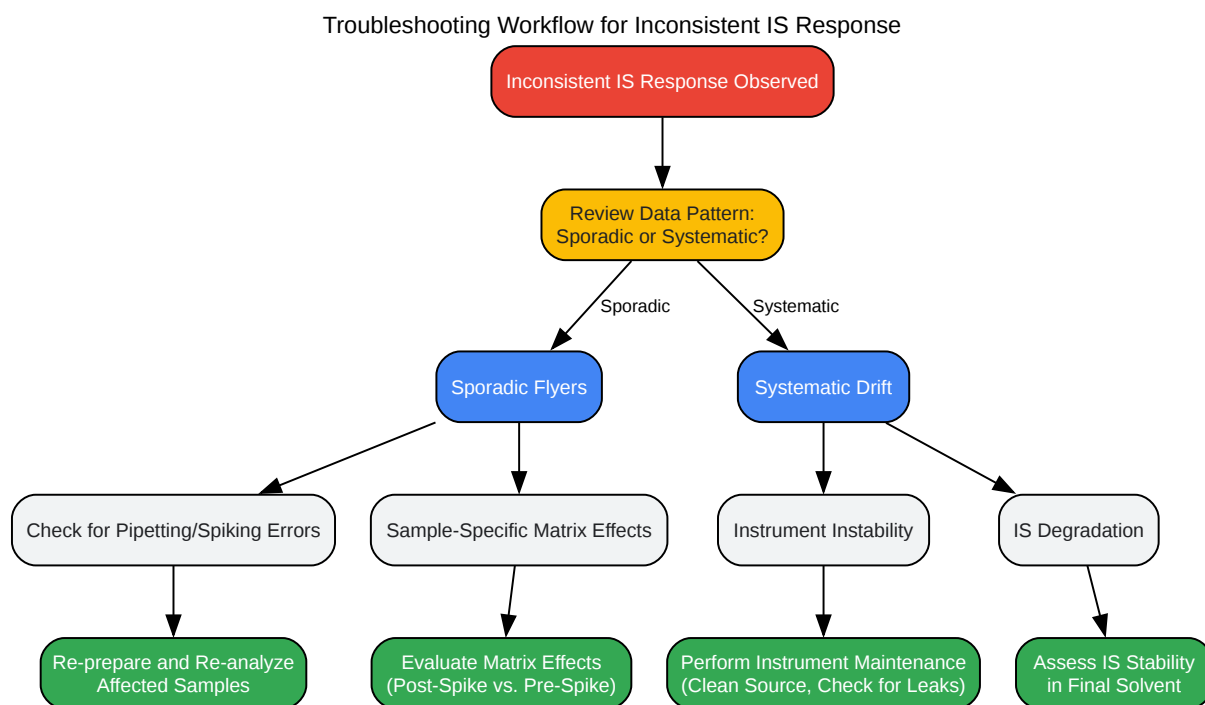 Troubleshooting Workflow for Inconsistent IS Response
Inconsistent IS Response Observed
Review Data Pattern:
Sporadic or Systematic?
Sporadic
Systematic
Sporadic Flyers
Systematic Drift
Check for Pipetting/Spiking Errors
Sample-Specific Matrix Effects
Instrument Instability
IS Degradation
Re-prepare and Re-analyze
Affected Samples
Evaluate Matrix Effects
(Post-Spike vs. Pre-Spike)
Perform Instrument Maintenance
(Clean Source, Check for Leaks)
Assess IS Stability
in Final Solvent